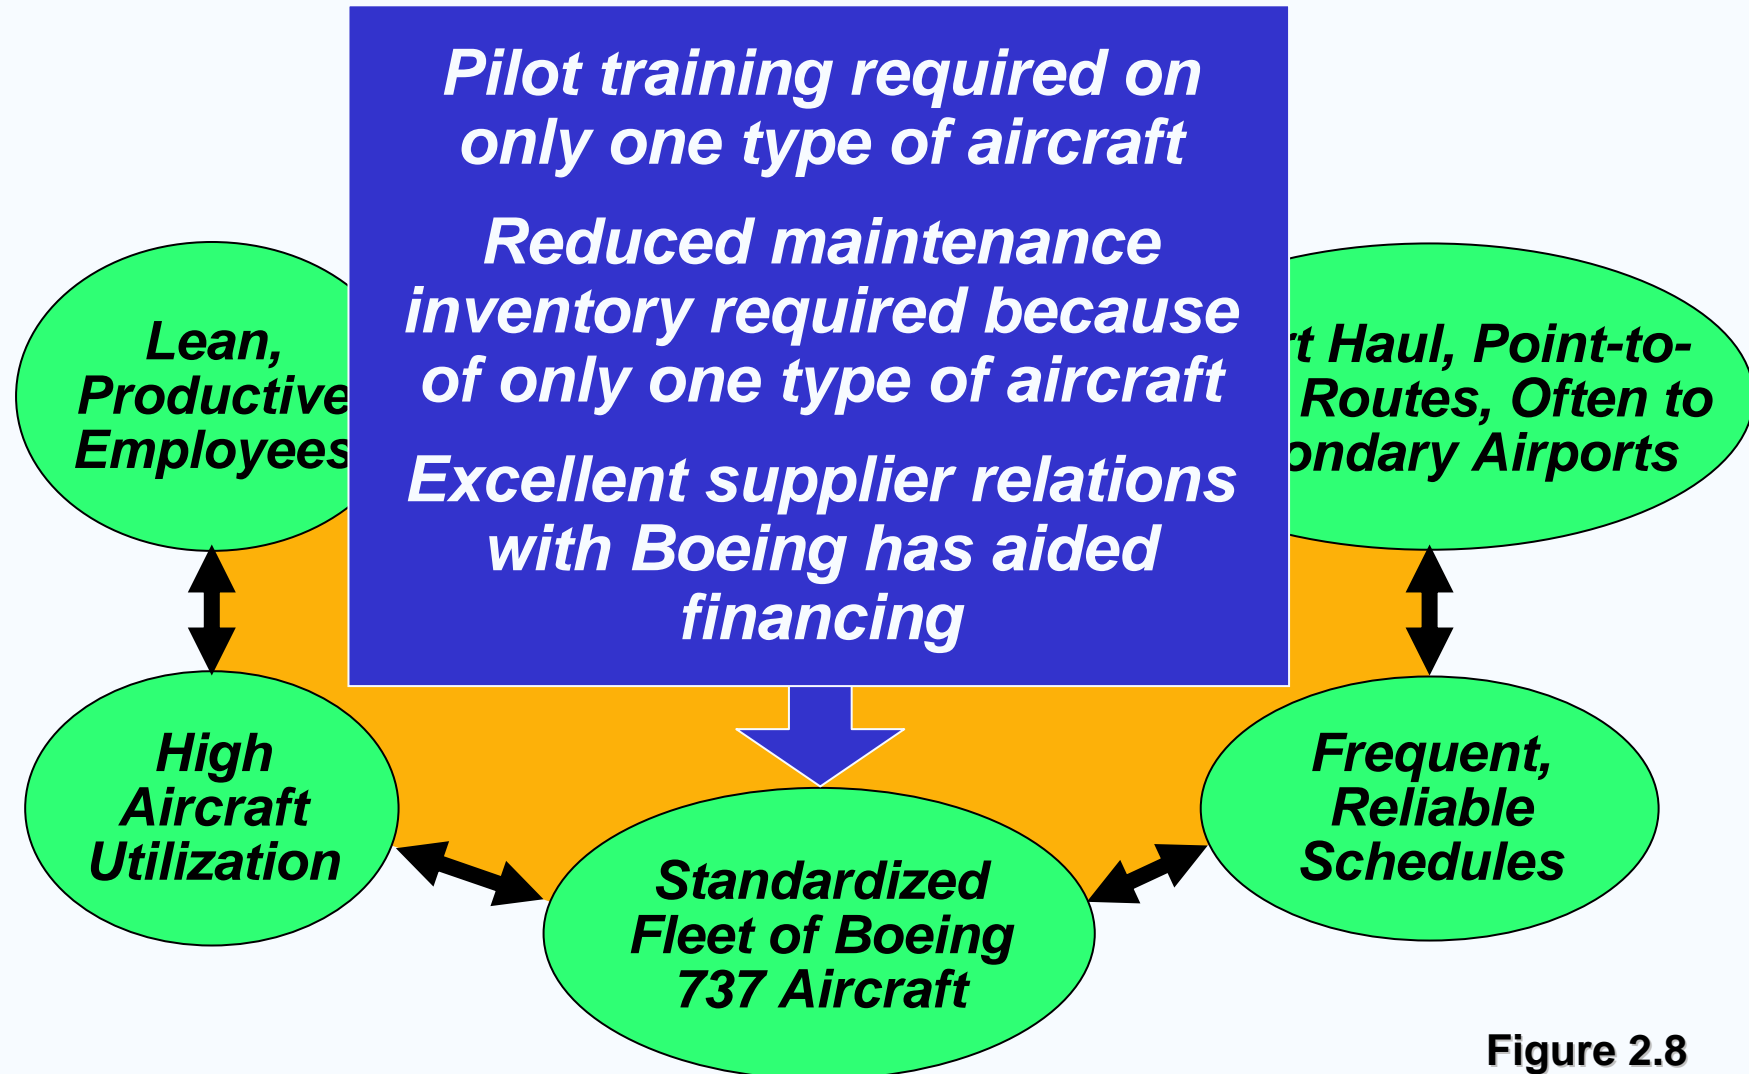 Pilot training required on
only one type of aircraft
Reduced maintenance
inventory required because
of only one type of aircraft
Excellent supplier relations
with Boeing has aided
financing
Lean,
Productive
Employees
rt Haul, Point-to-
Routes, Often to
ondary Airports
High
Aircraft
Utilization
Frequent,
Reliable
Schedules
Standardized
Fleet of Boeing
737 Aircraft
Figure 2.8